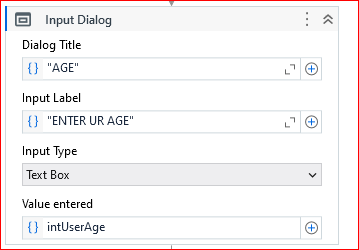 Input Dialog
Dialog Title
{} "AGE"
Input Label
{} "ENTER UR AGE"
Input Type
Text Box
Value entered
{} intUserAge